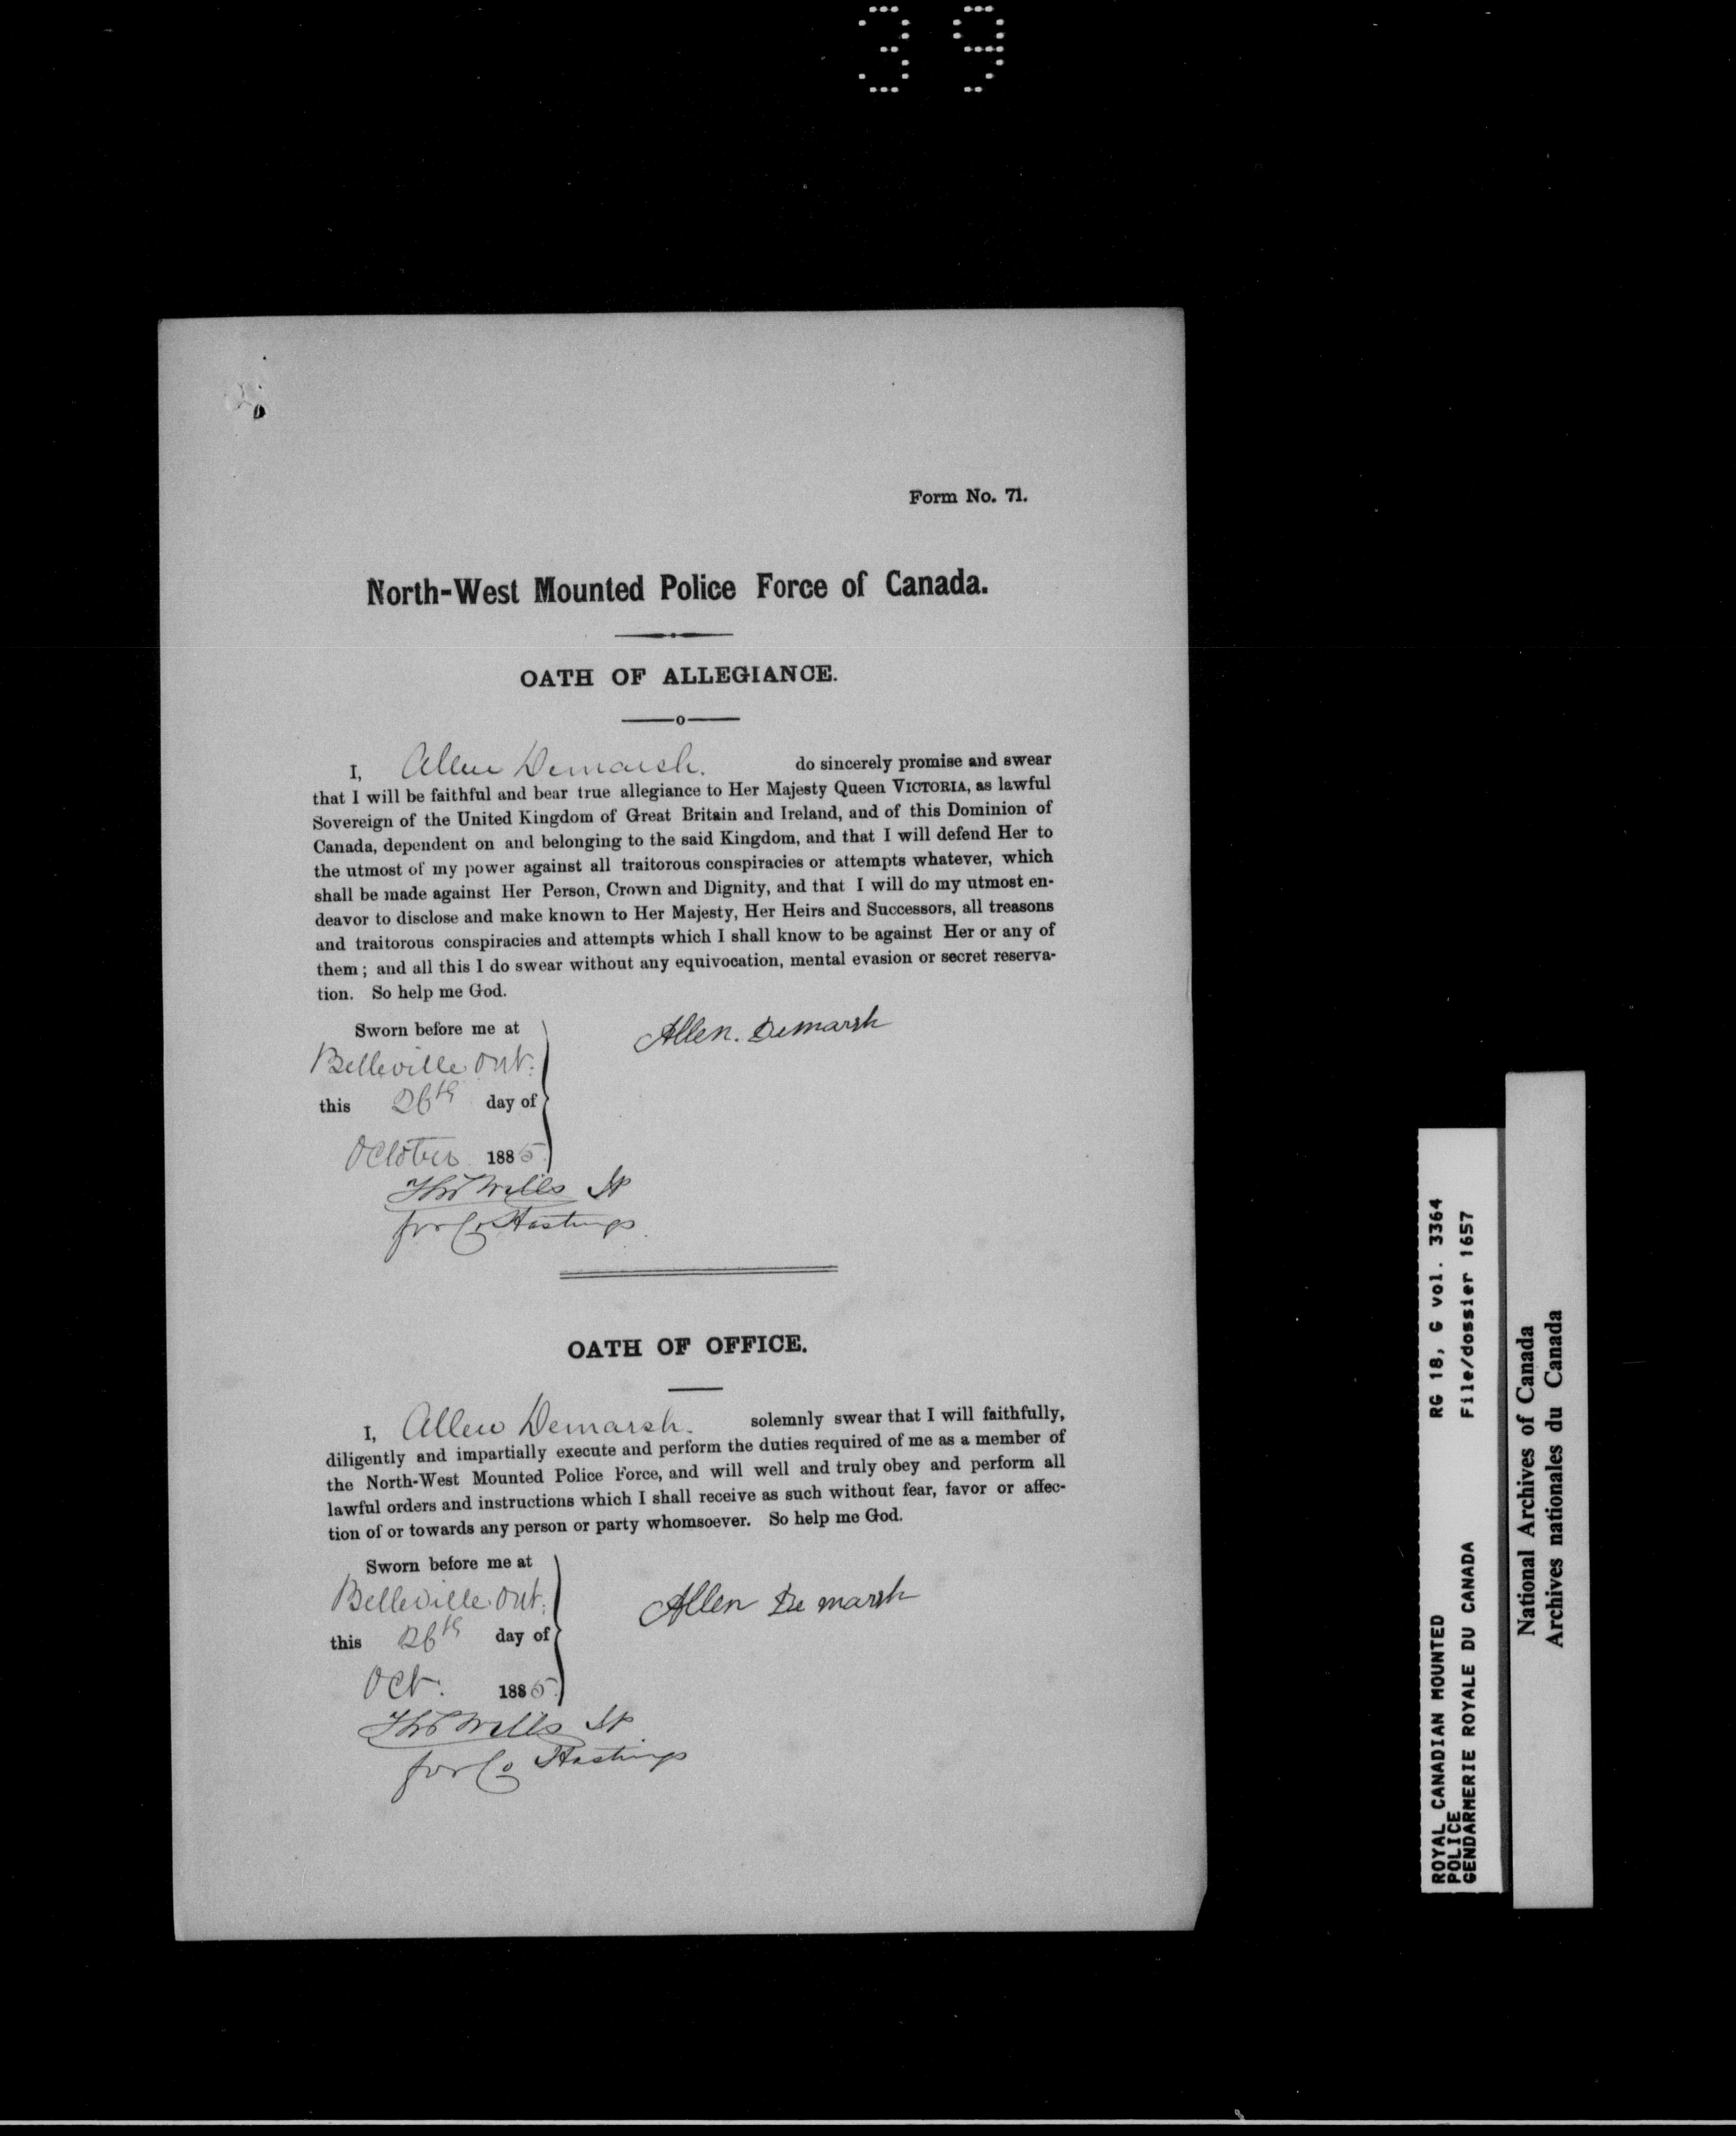 39
Form No. 71.
North-West Mounted Police Force of Canada.
OATH OF ALLEGIANCE.
I, Allen Demarsh. do sincerely promise and swear
that I will be faithful and bear true allegiance to Her Majesty Queen VICTORIA, as lawful
Sovereign of the United Kingdom of Great Britain and Ireland, and of this Dominion of
Canada, dependent on and belonging to the said Kingdom, and that I will defend Her to
the utmost of my power against all traitorous conspiracies or attempts whatever, which
shall be made against Her Person, Crown and Dignity, and that I will do my utmost en-
deavor to disclose and make known to Her Majesty, Her Heirs and Successors, all treasons
and traitorous conspiracies and attempts which I shall know to be against Her or any of
them; and all this I do swear without any equivocation, mental evasion or secret reserva-
tion. So help me God.
Sworn before me at
Allen. Demarsh
Belleville Ont.
this 26th day of
October 1885.
Thos Wills JP
for Co Hastings.
OATH OF OFFICE.
I, Allen Demarsh. solemnly swear that I will faithfully,
diligently and impartially execute and perform the duties required of me as a member of
the North-West Mounted Police Force, and will well and truly obey and perform all
lawful orders and instructions which I shall receive as such without fear, favor or affec-
tion of or towards any person or party whomsoever. So help me God.
Sworn before me at
Belleville Ont.
Allen Demarsh
this 26th day of
Oct. 1885.
Thos Wills JP
for Co Hastings
ROYAL CANADIAN MOUNTED RG 18, G vol. 3364
POLICE
GENDARMERIE ROYALE DU CANADA File/dossier 1657
National Archives of Canada
Archives nationales du Canada